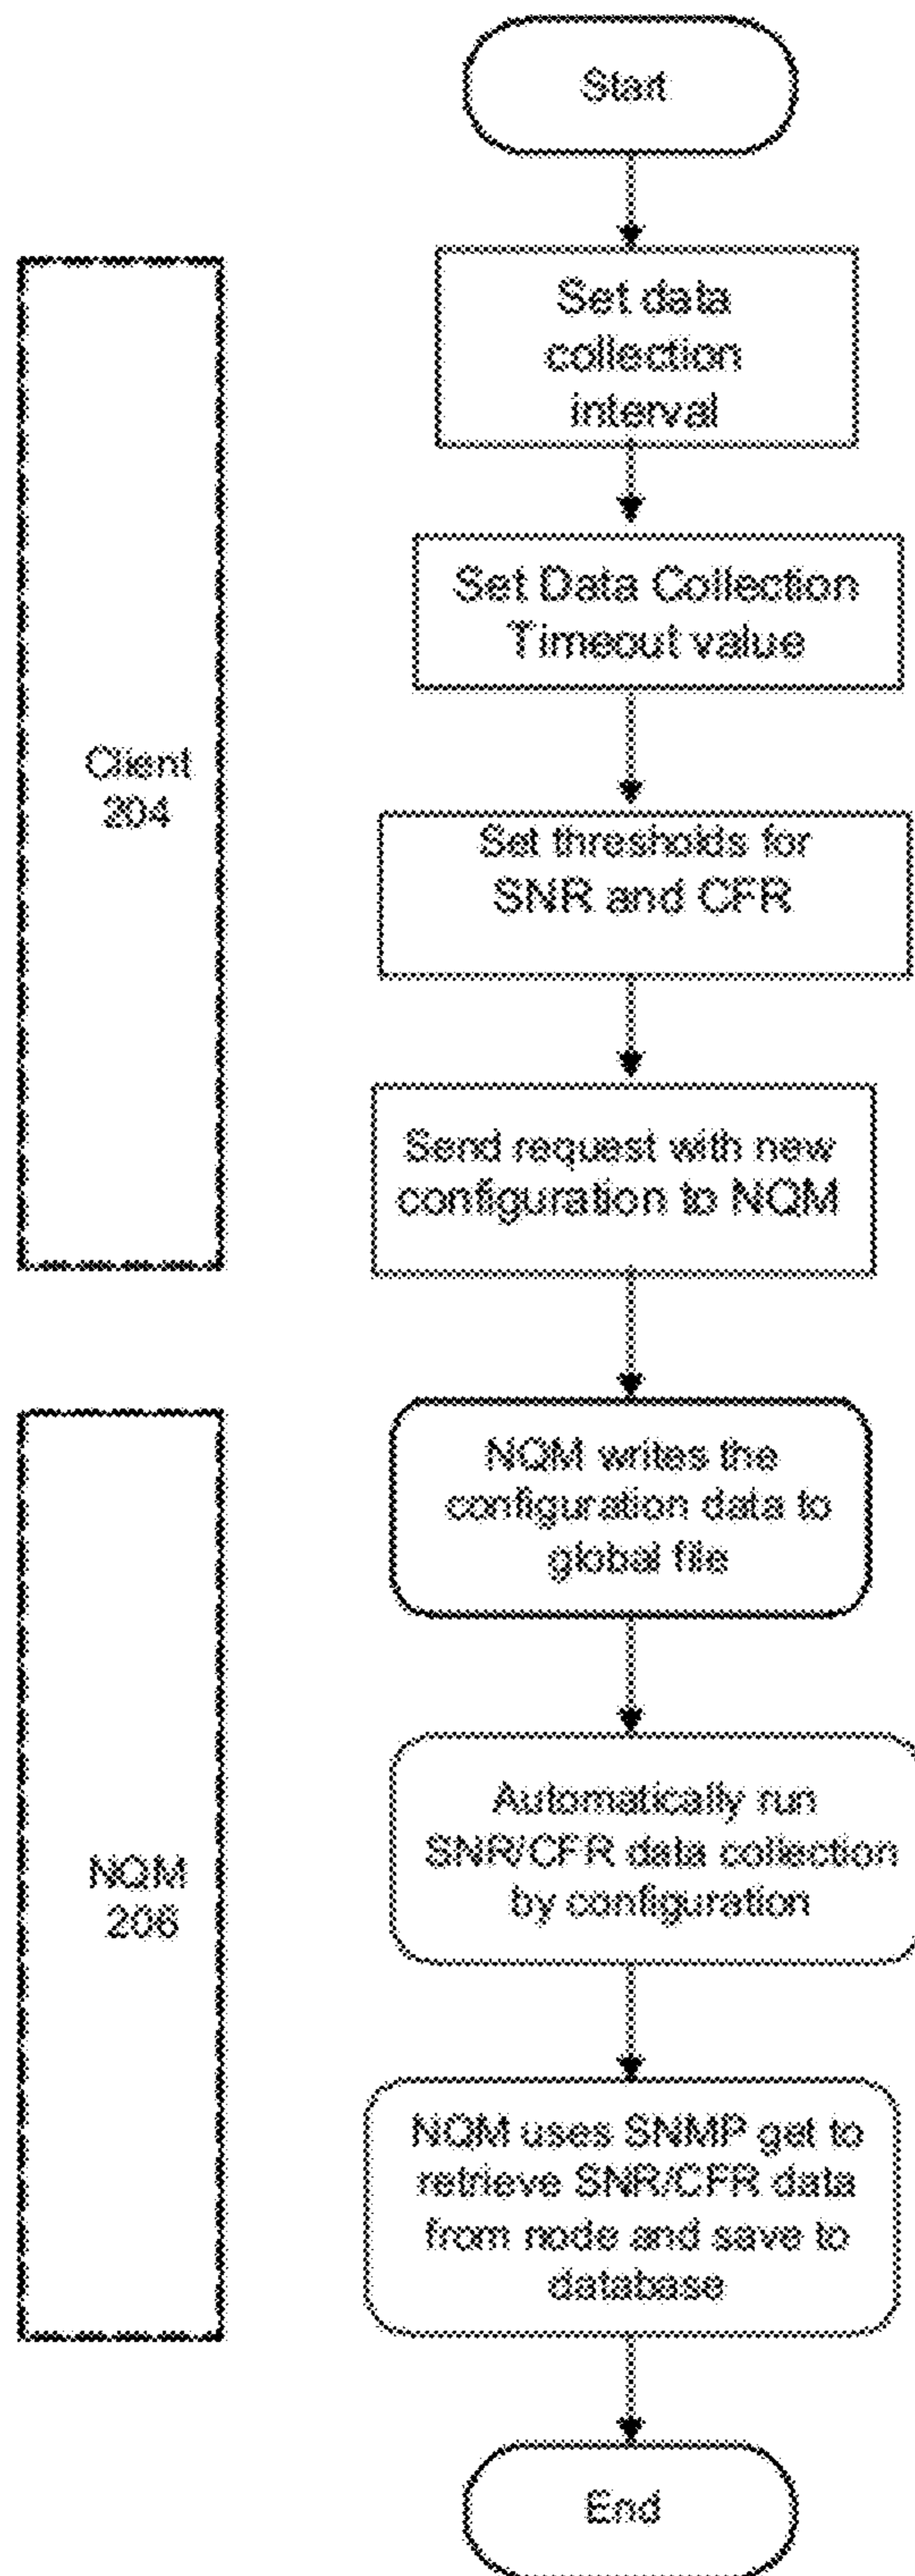 Start
Set data
collection
interval
Set Data Collection
Timeout value
Client
204
Set thresholds for
SNR and CFR
Send request with new
configuration to NQM
NQM writes the
configuration data to
global file
Automatically run
SNR/CFR data collection
by configuration
NQM
206
NQM uses SNMP get to
retrieve SNR/CFR data
from node and save to
database
End